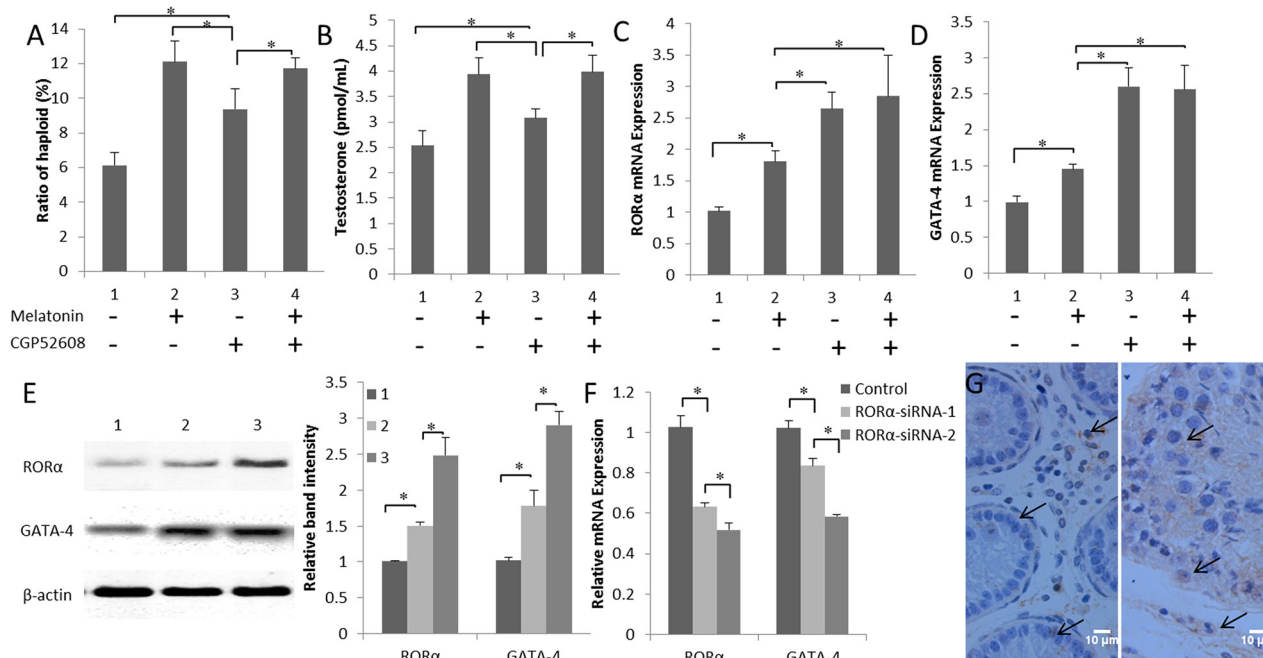 A
Ratio of haploid (%)
14
12
10
8
6
4
2
0
*
*
*
1 2 3 4
B
Testosterone (pmol/mL)
5
4.5
4
3.5
3
2.5
2
1.5
1
0.5
0
*
*
*
1 2 3 4
C
RORα mRNA Expression
4
3.5
3
2.5
2
1.5
1
0.5
0
*
*
*
1 2 3 4
D
GATA-4 mRNA Expression
3.5
3
2.5
2
1.5
1
0.5
0
*
*
*
1 2 3 4
Melatonin - + - + - + - + - + - + - + - +
CGP52608 - - + + - - + + - - + + - - + +
E
1 2 3
RORα
GATA-4
β-actin
Relative band intensity
3.5
3
2.5
2
1.5
1
0.5
0
1
2
3
*
*
*
*
RORα GATA-4
F
Relative mRNA Expression
1.2
1
0.8
0.6
0.4
0.2
0
Control
RORα-siRNA-1
RORα-siRNA-2
*
*
*
*
RORα GATA-4
G
10 μm
10 μ